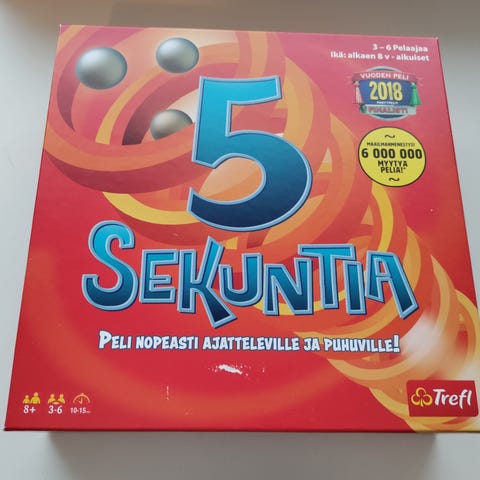 3 – 6 Pelaajaa
ikä: alkaen 8 v - aikuiset
VUODEN PELI
2018
FINALISTI
MAAILMANMENESTYS!
6 000 000
MYYTYÄ
PELIÄ!*
5
SEKUNTIA
PELI NOPEASTI AJATTELEVILLE JA PUHUVILLE!
8+ 3-6 10-15
Trefl